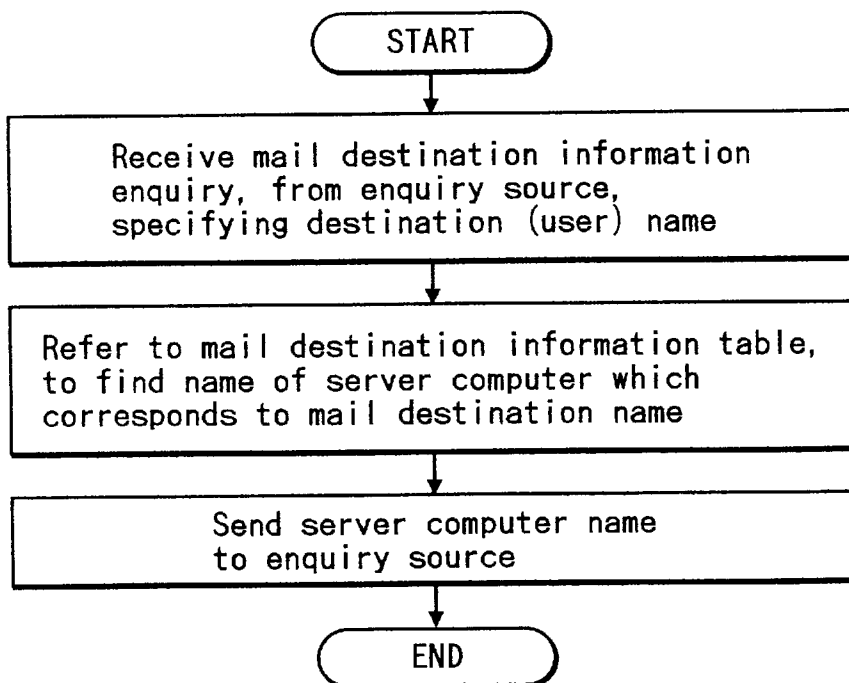 START
Receive mail destination information
enquiry, from enquiry source,
specifying destination (user) name
Refer to mail destination information table,
to find name of server computer which
corresponds to mail destination name
Send server computer name
to enquiry source
END